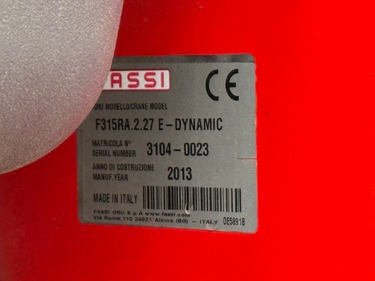 FASSI
CE
GRU MODELLO/CRANE MODEL
F315RA.2.27 E-DYNAMIC
MATRICOLA N°
SERIAL NUMBER 3104-0023
ANNO DI COSTRUZIONE
MANUF. YEAR 2013
MADE IN ITALY
FASSI GRU S.p.A www.fassi.com
Via Roma,110 24021 Albino (BG) - ITALY DE5891B